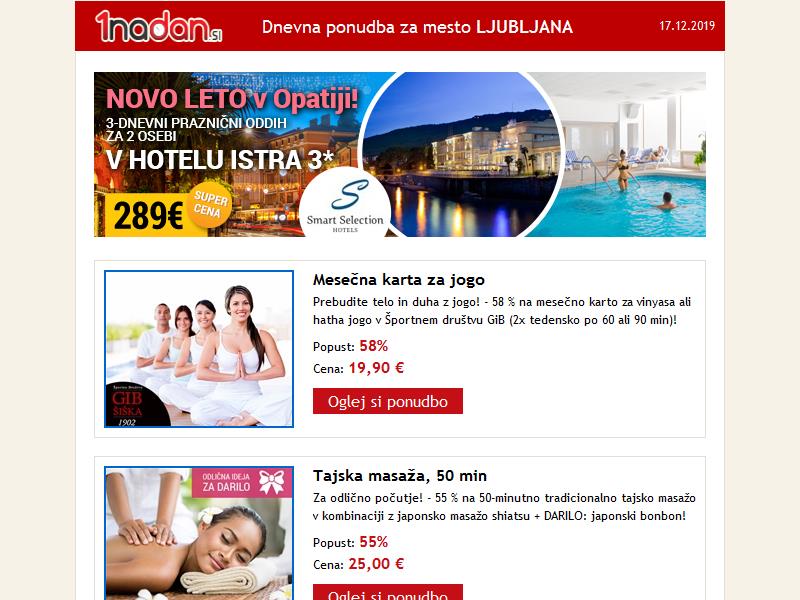 1nadan.si
Dnevna ponudba za mesto LJUBLJANA
17.12.2019
NOVO LETO v Opatiji!
3-DNEVNI PRAZNIČNI ODDIH
ZA 2 OSEBI
V HOTELU ISTRA 3*
289€
SUPER
CENA
S
Smart Selection
HOTELS
Mesečna karta za jogo
Prebudite telo in duha z jogo! - 58 % na mesečno karto za vinyasa ali
hatha jogo v Športnem društvu GiB (2x tedensko po 60 ali 90 min)!
Popust: 58%
Cena: 19,90 €
Oglej si ponudbo
Športno Društvo
GIB
ŠIŠKA
1902
ODLIČNA IDEJA
ZA DARILO
Tajska masaža, 50 min
Za odlično počutje! - 55 % na 50-minutno tradicionalno tajsko masažo
v kombinaciji z japonsko masažo shiatsu + DARILO: japonski bonbon!
Popust: 55%
Cena: 25,00 €
Oglej si ponudbo